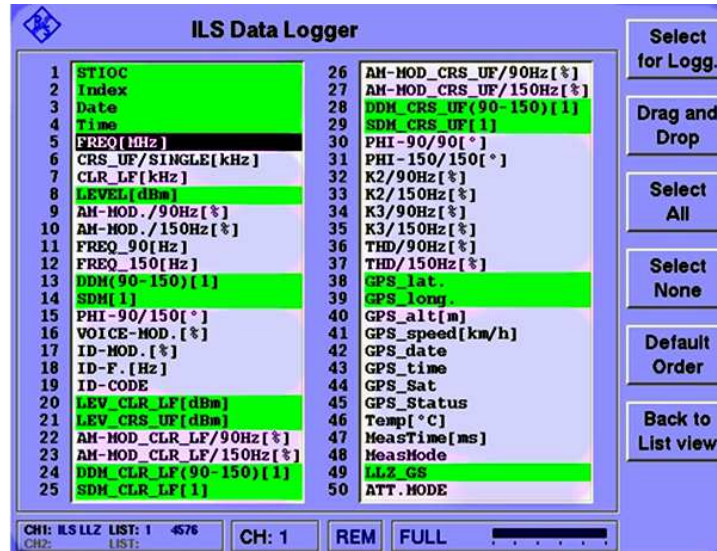 R&S
ILS Data Logger
1 STIOC
2 Index
3 Date
4 Time
5 FREQ[MHz]
6 CRS_UF/SINGLE[kHz]
7 CLR_LF[kHz]
8 LEVEL[dBm]
9 AM-MOD./90Hz[%]
10 AM-MOD./150Hz[%]
11 FREQ_90[Hz]
12 FREQ_150[Hz]
13 DDM(90-150)[1]
14 SDM[1]
15 PHI-90/150[°]
16 VOICE-MOD.[%]
17 ID-MOD.[%]
18 ID-F.[Hz]
19 ID-CODE
20 LEV_CLR_LF[dBm]
21 LEV_CRS_UF[dBm]
22 AM-MOD_CLR_LF/90Hz[%]
23 AM-MOD_CLR_LF/150Hz[%]
24 DDM_CLR_LF(90-150)[1]
25 SDM_CLR_LF[1]
26 AM-MOD_CRS_UF/90Hz[%]
27 AM-MOD_CRS_UF/150Hz[%]
28 DDM_CRS_UF(90-150)[1]
29 SDM_CRS_UF[1]
30 PHI-90/90[°]
31 PHI-150/150[°]
32 K2/90Hz[%]
33 K2/150Hz[%]
34 K3/90Hz[%]
35 K3/150Hz[%]
36 THD/90Hz[%]
37 THD/150Hz[%]
38 GPS_lat.
39 GPS_long.
40 GPS_alt[m]
41 GPS_speed[km/h]
42 GPS_date
43 GPS_time
44 GPS_Sat
45 GPS_Status
46 Temp[°C]
47 MeasTime[ms]
48 MeasMode
49 LLZ_GS
50 ATT.MODE
Select
for Logg.
Drag and
Drop
Select
All
Select
None
Default
Order
Back to
List view
CH1: ILS LLZ LIST: 1 4576
CH2: LIST:
CH: 1
REM
FULL